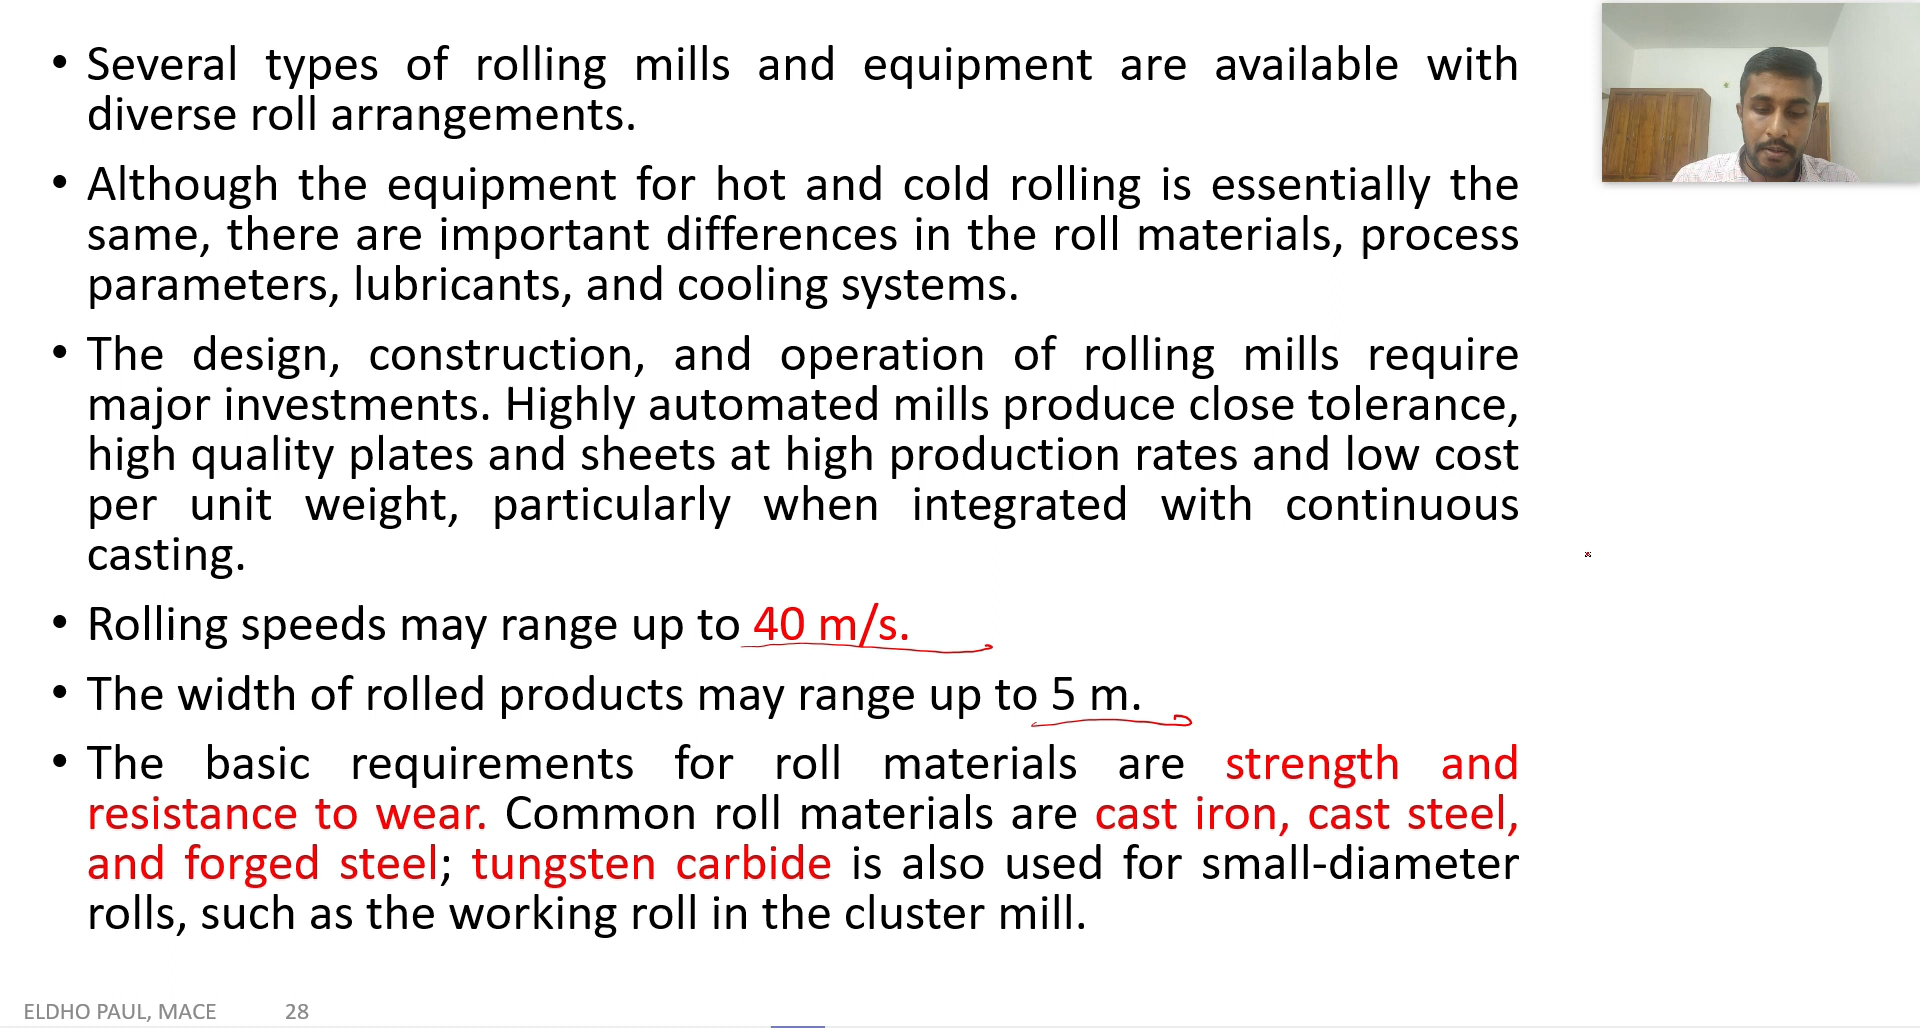 • Several types of rolling mills and equipment are available with
diverse roll arrangements.
• Although the equipment for hot and cold rolling is essentially the
same, there are important differences in the roll materials, process
parameters, lubricants, and cooling systems.
• The design, construction, and operation of rolling mills require
major investments. Highly automated mills produce close tolerance,
high quality plates and sheets at high production rates and low cost
per unit weight, particularly when integrated with continuous
casting.
• Rolling speeds may range up to 40 m/s.
• The width of rolled products may range up to 5 m.
• The basic requirements for roll materials are strength and
resistance to wear. Common roll materials are cast iron, cast steel,
and forged steel; tungsten carbide is also used for small-diameter
rolls, such as the working roll in the cluster mill.
ELDHO PAUL, MACE 28